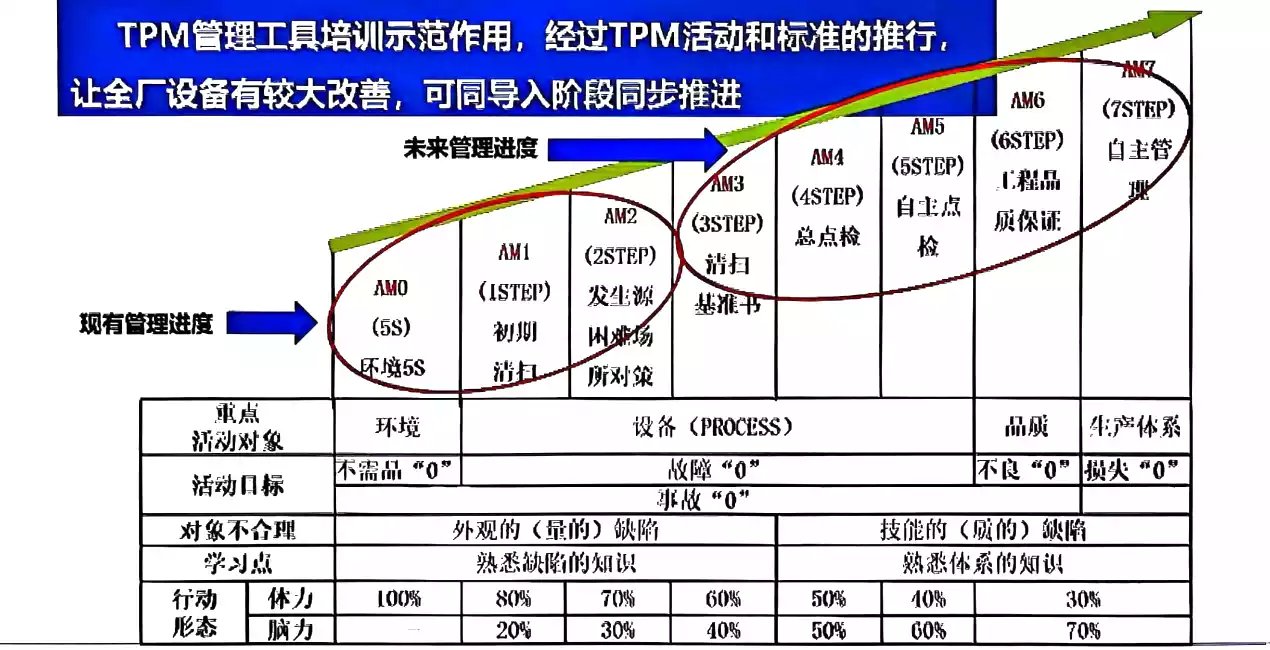 TPM管理工具培训示范作用，经过TPM活动和标准的推行，
让全厂设备有较大改善，可同导入阶段同步推进
未来管理进度
现有管理进度
AM0
(5S)
环境5S
AM1
(1STEP)
初期
清扫
AM2
(2STEP)
发生源
困难场
所对策
AM3
(3STEP)
清扫
基准书
AM4
(4STEP)
总点检
AM5
(5STEP)
自主点
检
AM6
(6STEP)
工程品
质保证
AM7
(7STEP)
自主管
理
重点
活动对象
环境
设备（PROCESS）
品质
生产体系
活动目标
不需品“0”
故障“0”
不良“0”
损失“0”
事故“0”
对象不合理
外观的（量的）缺陷
技能的（质的）缺陷
学习点
熟悉缺陷的知识
熟悉体系的知识
行动
形态
体力
100%
80%
70%
60%
50%
40%
30%
脑力
—
20%
30%
40%
50%
60%
70%